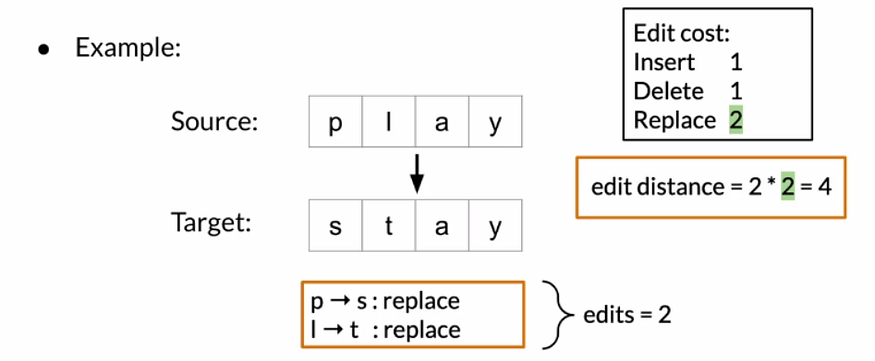 • Example:
Edit cost:
Insert 1
Delete 1
Replace 2
Source: p l a y
edit distance = 2 * 2 = 4
Target: s t a y
p → s : replace
l → t : replace
edits = 2